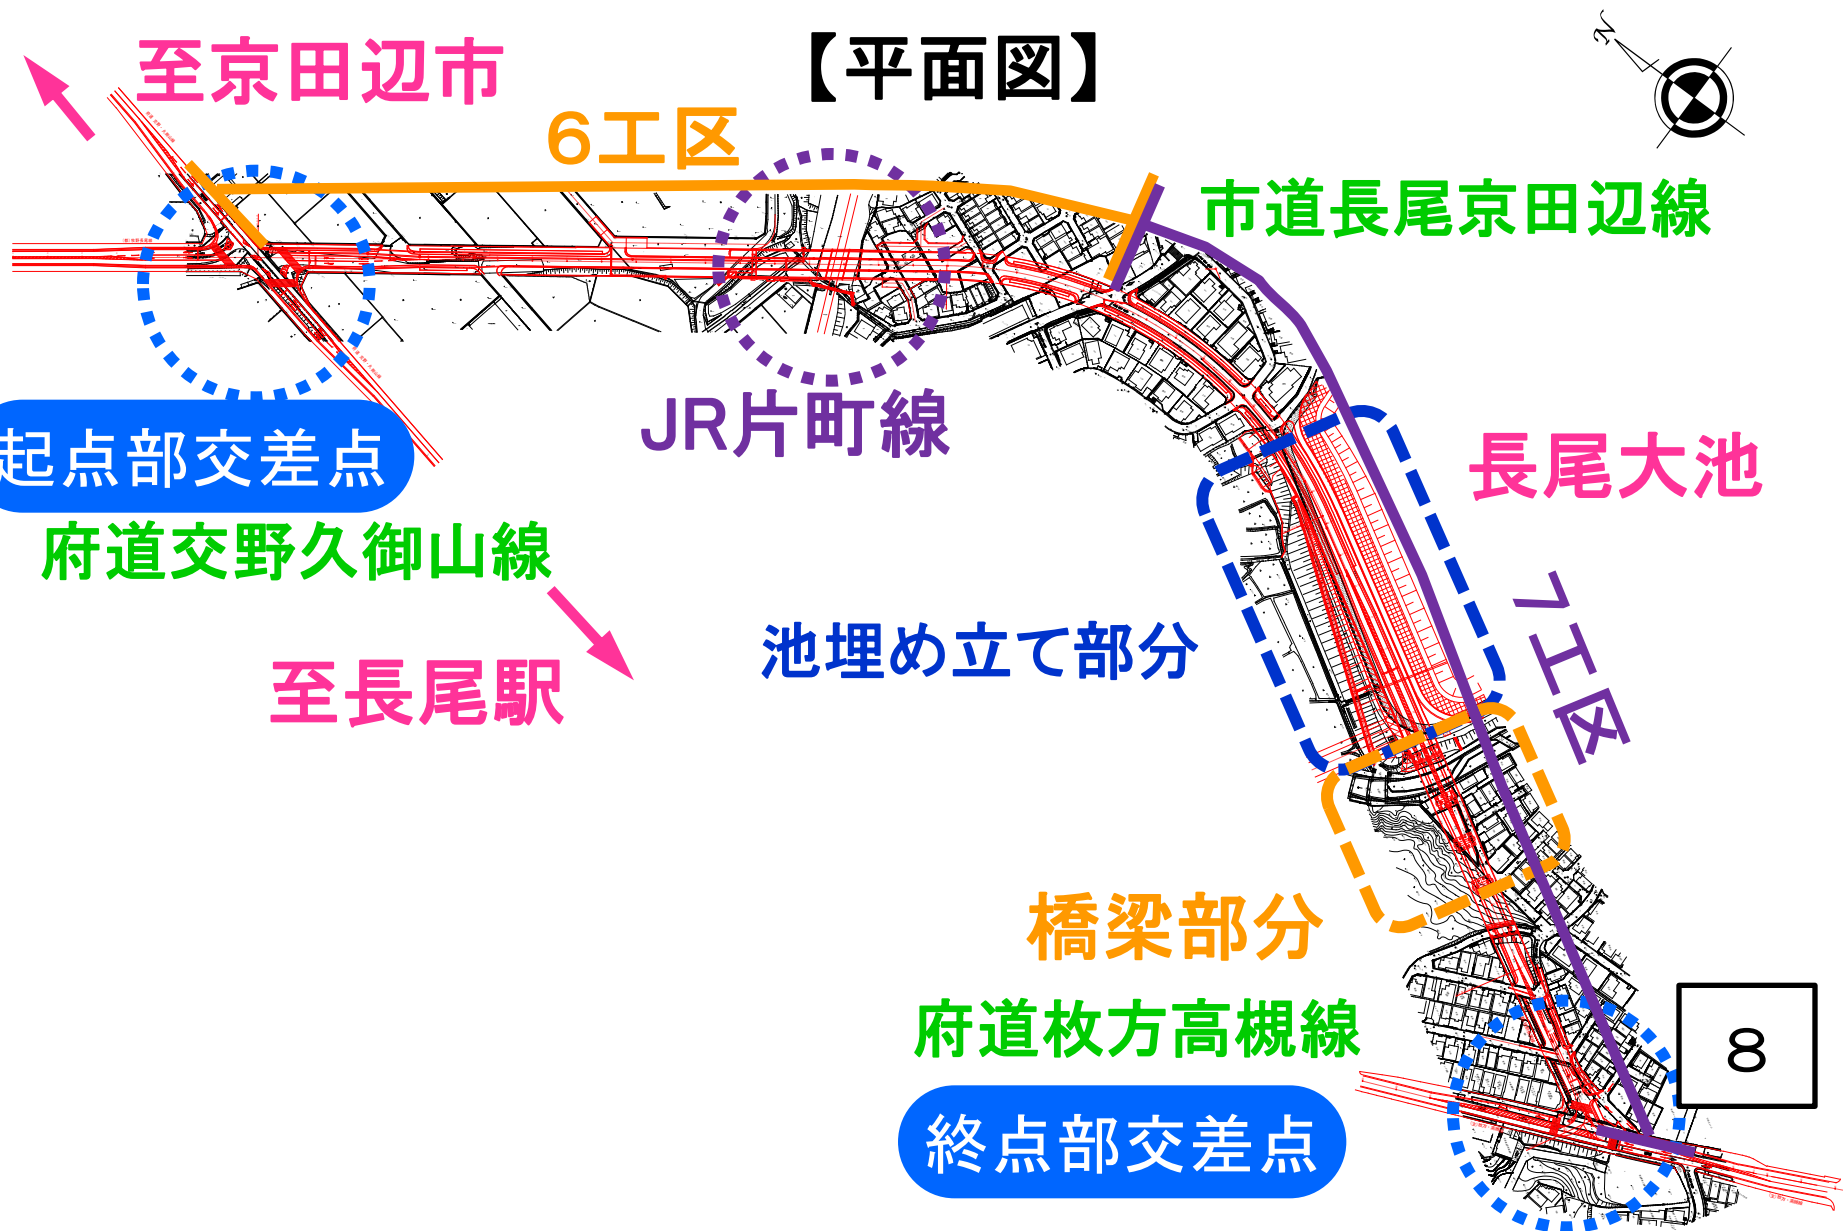 【平面図】
至京田辺市
N
6工区
市道長尾京田辺線
JR片町線
起点部交差点
長尾大池
府道交野久御山線
7工区
池埋め立て部分
至長尾駅
橋梁部分
府道枚方高槻線
8
終点部交差点